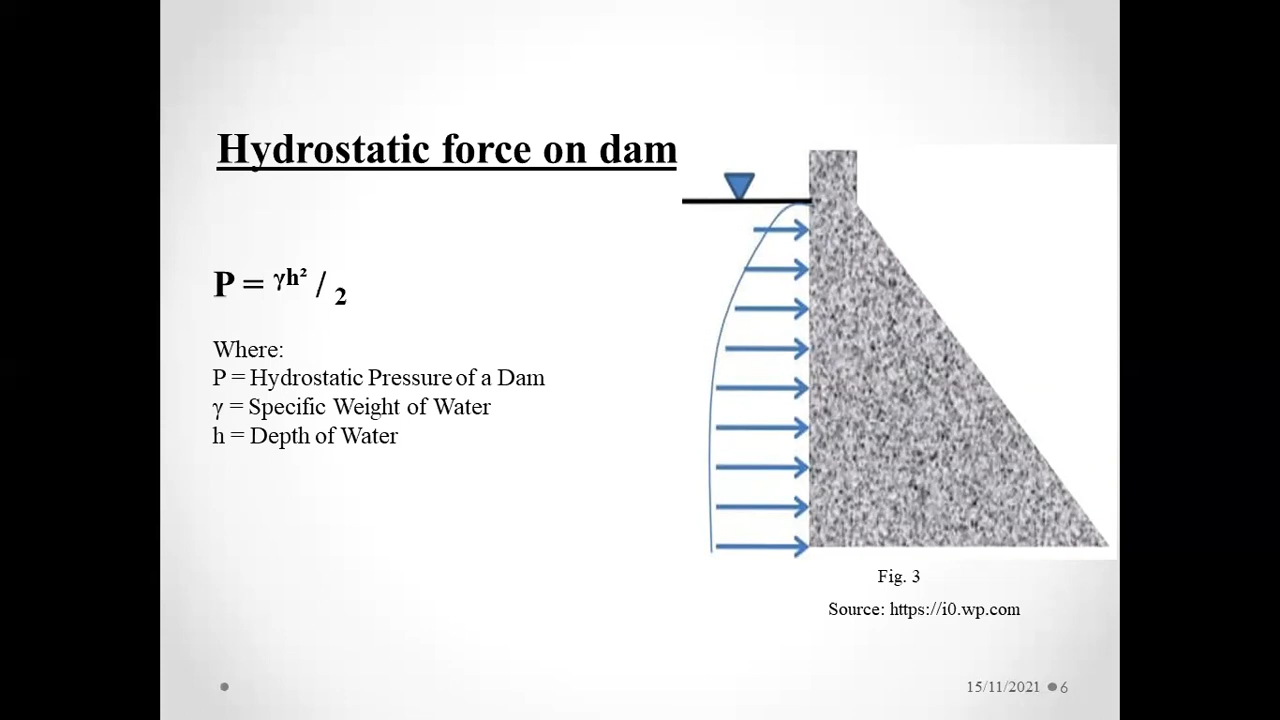 Hydrostatic force on dam
P = γh² / 2
Where:
P = Hydrostatic Pressure of a Dam
γ = Specific Weight of Water
h = Depth of Water
Fig. 3
Source: https://i0.wp.com
15/11/2021 6